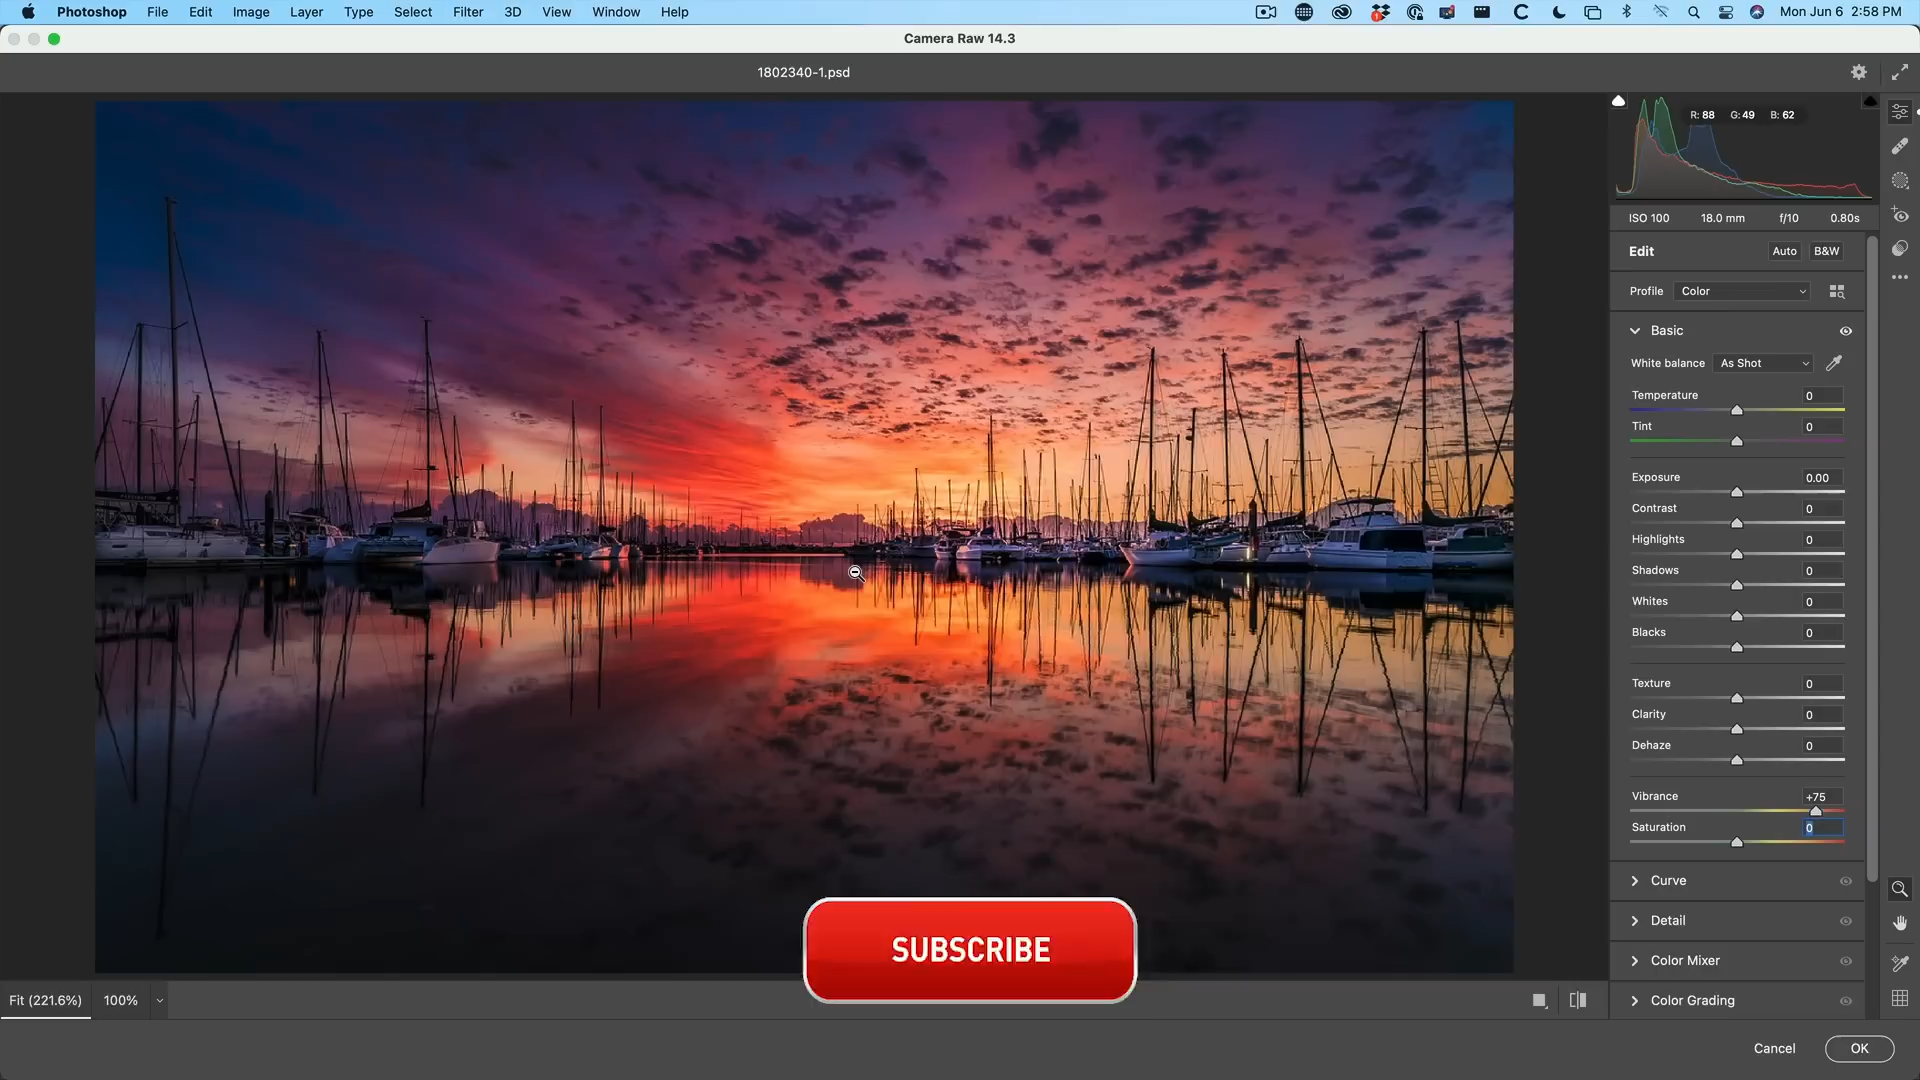 Photoshop File Edit Image Layer Type Select Filter 3D View Window Help Mon Jun 6 2:58 PM
Camera Raw 14.3
1802340-1.psd
R: 88 G: 49 B: 62
ISO 100 18.0 mm f/10 0.80s
Edit Auto B&W
Profile Color
Basic
White balance As Shot
Temperature 0
Tint 0
Exposure 0.00
Contrast 0
Highlights 0
Shadows 0
Whites 0
Blacks 0
Texture 0
Clarity 0
Dehaze 0
Vibrance +75
Saturation 0
Curve
Detail
Color Mixer
Color Grading
SUBSCRIBE
Fit (221.6%) 100%
Cancel OK